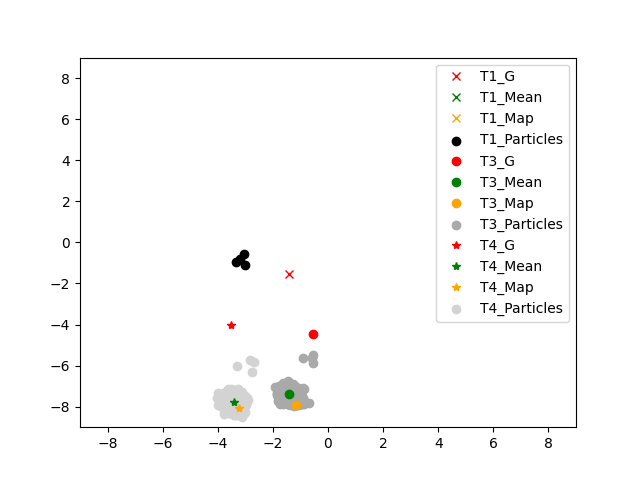 8
6
4
2
0
−2
−4
−6
−8
−8
−6
−4
−2
0
2
4
6
8
T1_G
T1_Mean
T1_Map
T1_Particles
T3_G
T3_Mean
T3_Map
T3_Particles
T4_G
T4_Mean
T4_Map
T4_Particles